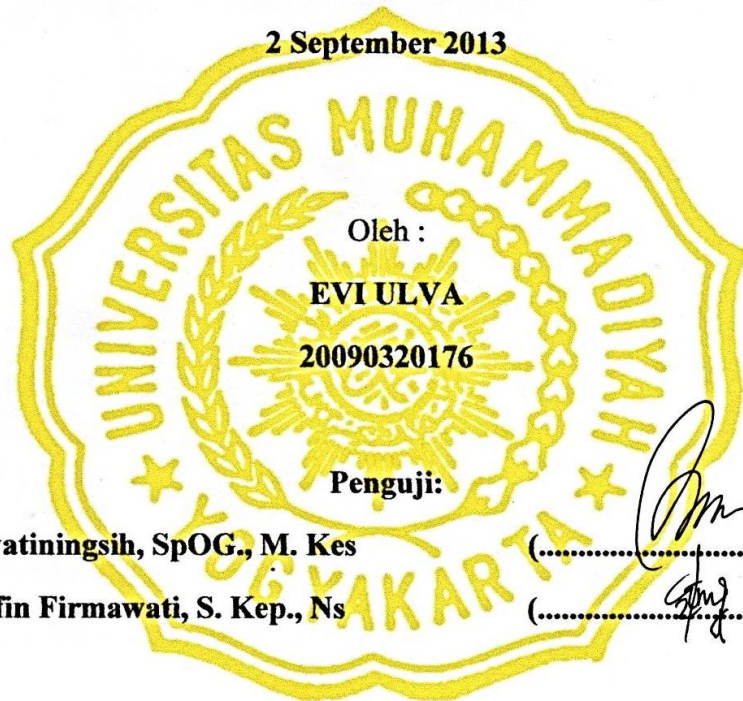 2 September 2013
UNIVERSITAS MUHAMMADIYAH
Oleh :
EVI ULVA
20090320176
Penguji:
atiningsih, SpOG., M. Kes (....................
fin Firmawati, S. Kep., Ns (....................
YOGYAKARTA